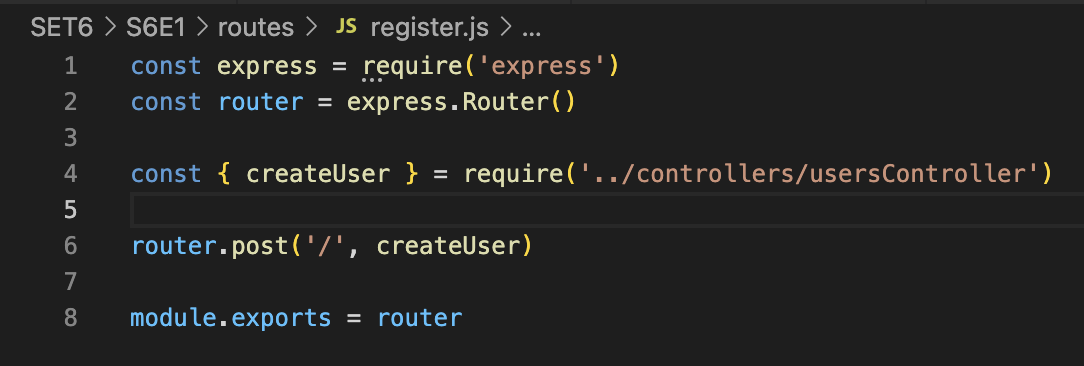 SET6 > S6E1 > routes > JS register.js > ...
1 const express = require('express')
2 const router = express.Router()
3
4 const { createUser } = require('../controllers/usersController')
5
6 router.post('/', createUser)
7
8 module.exports = router